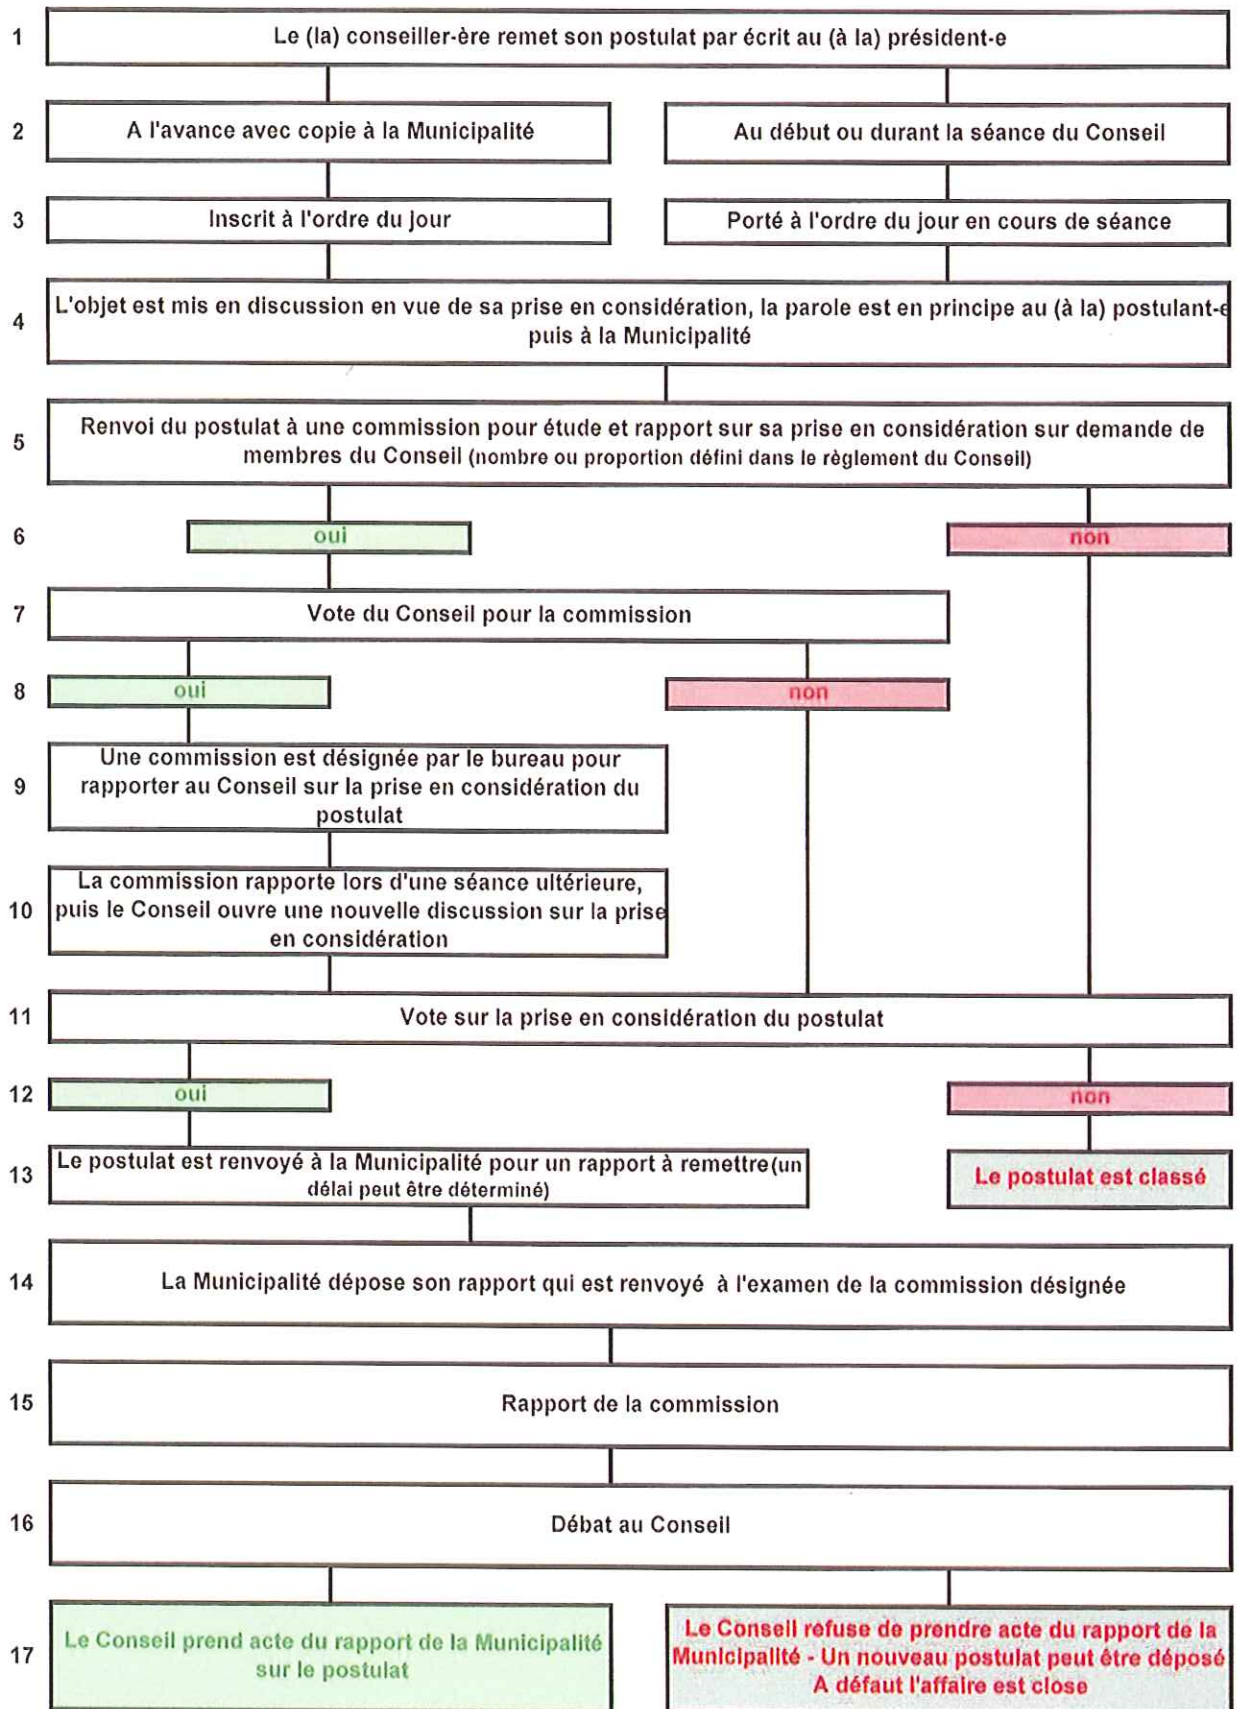 1 Le (la) conseiller-ère remet son postulat par écrit au (à la) président-e
2 A l'avance avec copie à la Municipalité Au début ou durant la séance du Conseil
3 Inscrit à l'ordre du jour Porté à l'ordre du jour en cours de séance
L'objet est mis en discussion en vue de sa prise en considération, la parole est en principe au (à la) postulant-e
4
puis à la Municipalité
Renvoi du postulat à une commission pour étude et rapport sur sa prise en considération sur demande de
5
membres du Conseil (nombre ou proportion défini dans le règlement du Conseil)
6 oui non
7 Vote du Conseil pour la commission
8 oui non
Une commission est désignée par le bureau pour
9 rapporter au Conseil sur la prise en considération du
postulat
La commission rapporte lors d'une séance ultérieure,
10 puis le Conseil ouvre une nouvelle discussion sur la prise
en considération
11 Vote sur la prise en considération du postulat
12 oui non
Le postulat est renvoyé à la Municipalité pour un rapport à remettre(un
13 Le postulat est classé
délai peut être déterminé)
14 La Municipalité dépose son rapport qui est renvoyé à l'examen de la commission désignée
15 Rapport de la commission
16 Débat au Conseil
17
Le Conseil prend acte du rapport de la Municipalité
sur le postulat
Le Conseil refuse de prendre acte du rapport de la
Municipalité - Un nouveau postulat peut être déposé
A défaut l'affaire est close